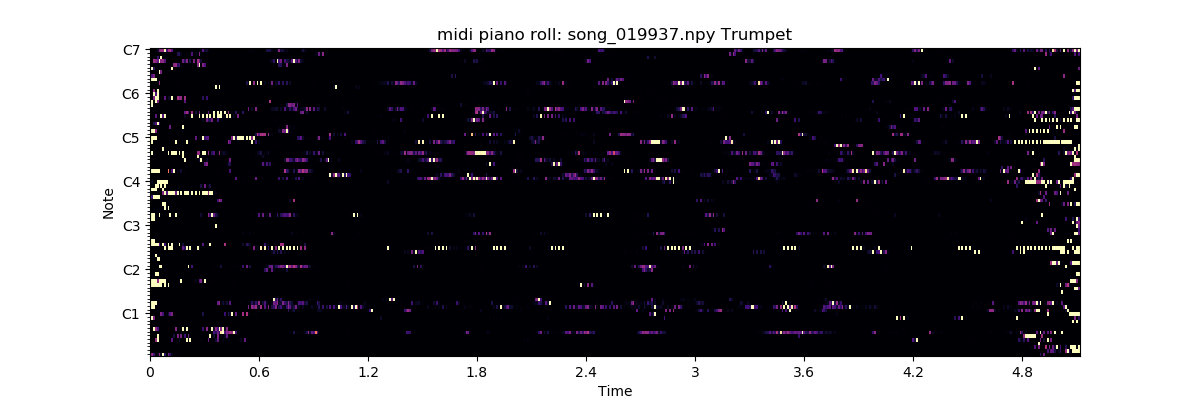 midi piano roll: song_019937.npy Trumpet
C7
C6
C5
C4
C3
C2
C1
Note
0 0.6 1.2 1.8 2.4 3 3.6 4.2 4.8
Time